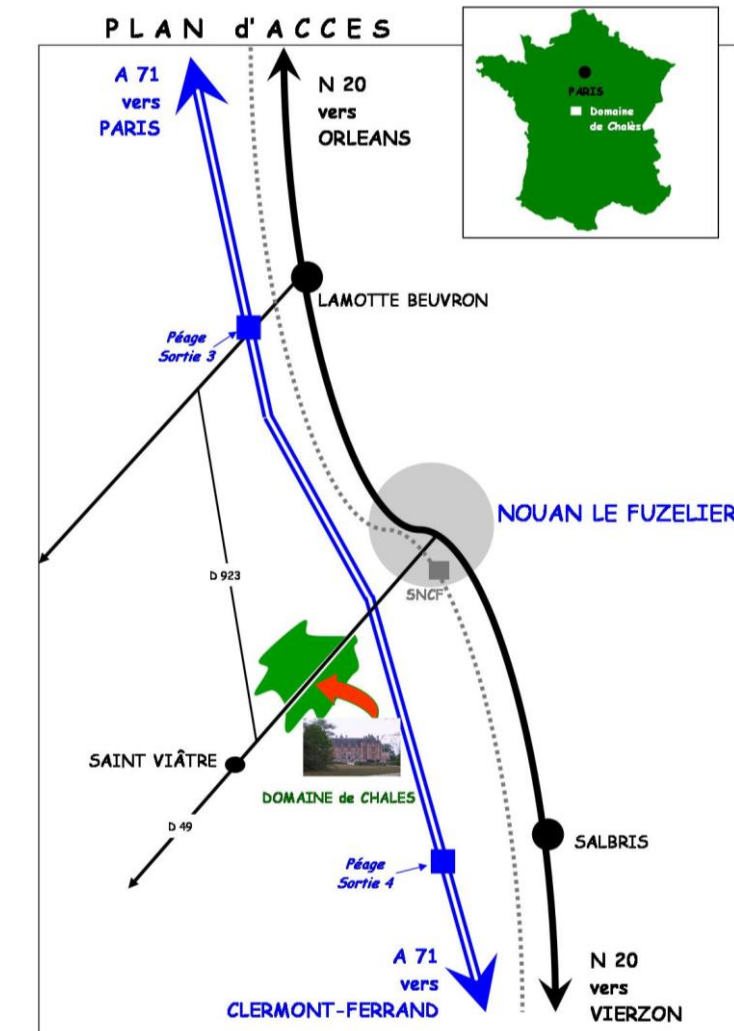 PLAN d'ACCES
A 71
vers
PARIS
N 20
vers
ORLEANS
PARIS
Domaine
de Chalès
LAMOTTE BEUVRON
Péage
Sortie 3
NOUAN LE FUZELIER
D 923
SNCF
SAINT VIÂTRE
DOMAINE de CHALES
D 49
SALBRIS
Péage
Sortie 4
A 71
vers
CLERMONT-FERRAND
N 20
vers
VIERZON